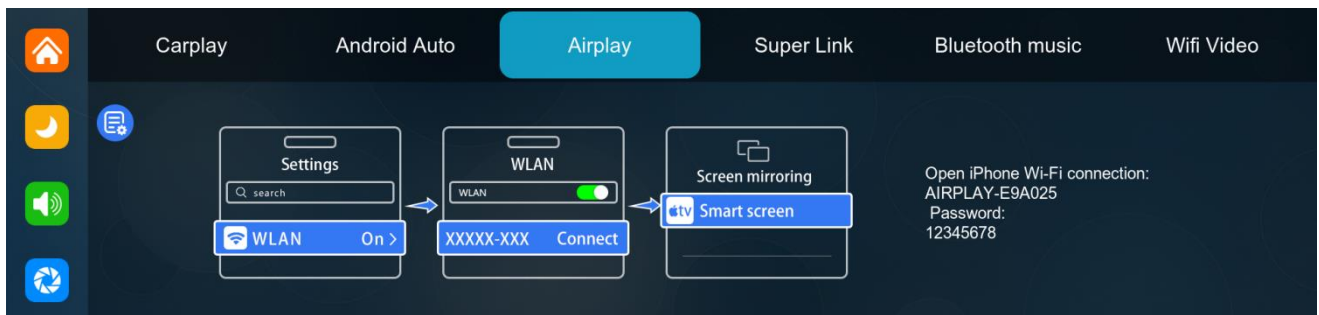 Carplay
Android Auto
Airplay
Super Link
Bluetooth music
Wifi Video
Settings
search
WLAN On >
WLAN
WLAN
XXXXX-XXX Connect
Screen mirroring
tv Smart screen
Open iPhone Wi-Fi connection:
AIRPLAY-E9A025
Password:
12345678